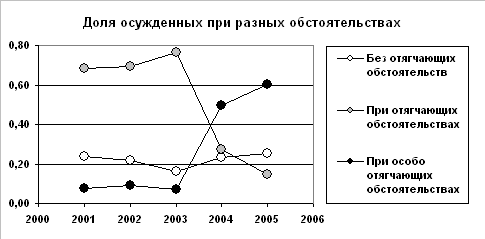 Доля осужденных при разных обстоятельствах
0,80
0,60
0,40
0,20
0,00
2000 2001 2002 2003 2004 2005 2006
Без отягчающих
обстоятельств
При отягчающих
обстоятельствах
При особо
отягчающих
обстоятельствах